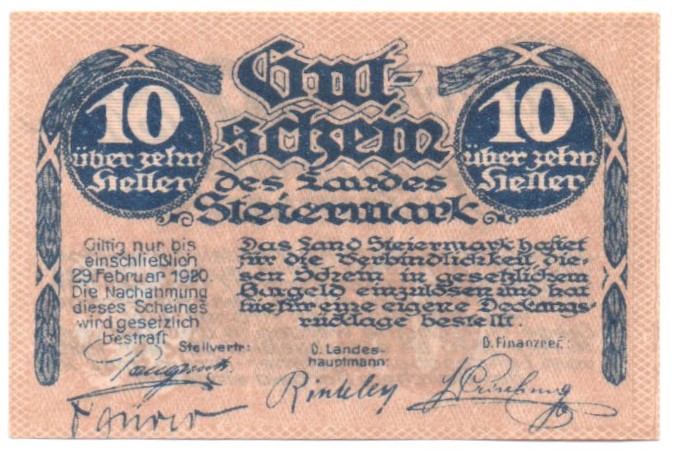 Gut-
schein
10
über zehn
Heller
10
über zehn
Heller
des Landes
Steiermark
Giltig nur bis
einschließlich
29.Februar 1920.
Die Nachahmung
dieses Scheines
wird gesetzlich
bestraft
Das Land Steiermark haftet
für die Verbindlichkeit, die-
sen Schein in gesetzlichem
Bargeld einzulösen und hat
hiefür eine eigene Deckungs-
rücklage bestellt.
Stellvertr:
D. Landes-
hauptmann:
D. Finanzref.:
Rintelen